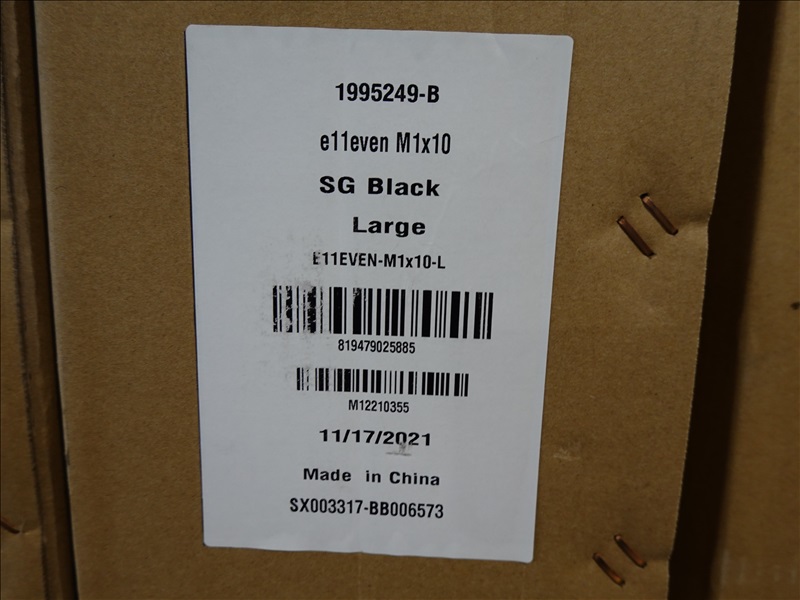 1995249-B
e11even M1x10
SG Black
Large
E11EVEN-M1x10-L
819479025885
M12210355
11/17/2021
Made in China
SX003317-BB006573